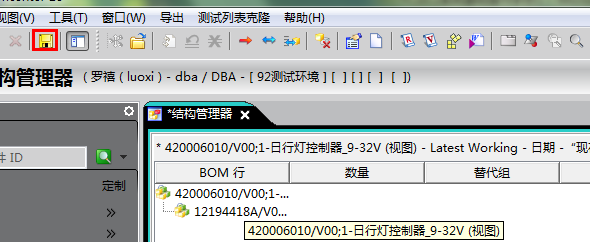 视图(V) 工具(T) 窗口(W) 导出 测试列表克隆 帮助(H)
构管理器 ( 罗禧 ( luoxi ) - dba / DBA - [ 92测试环境 ] [ ] [ ] [ ] [ ])
*结构管理器
件 ID
* 420006010/V00;1-日行灯控制器_9-32V (视图) - Latest Working - 日期 - “现在
定制
BOM 行 数量 替代组
420006010/V00;1-...
12194418A/V0...
420006010/V00;1-日行灯控制器_9-32V (视图)